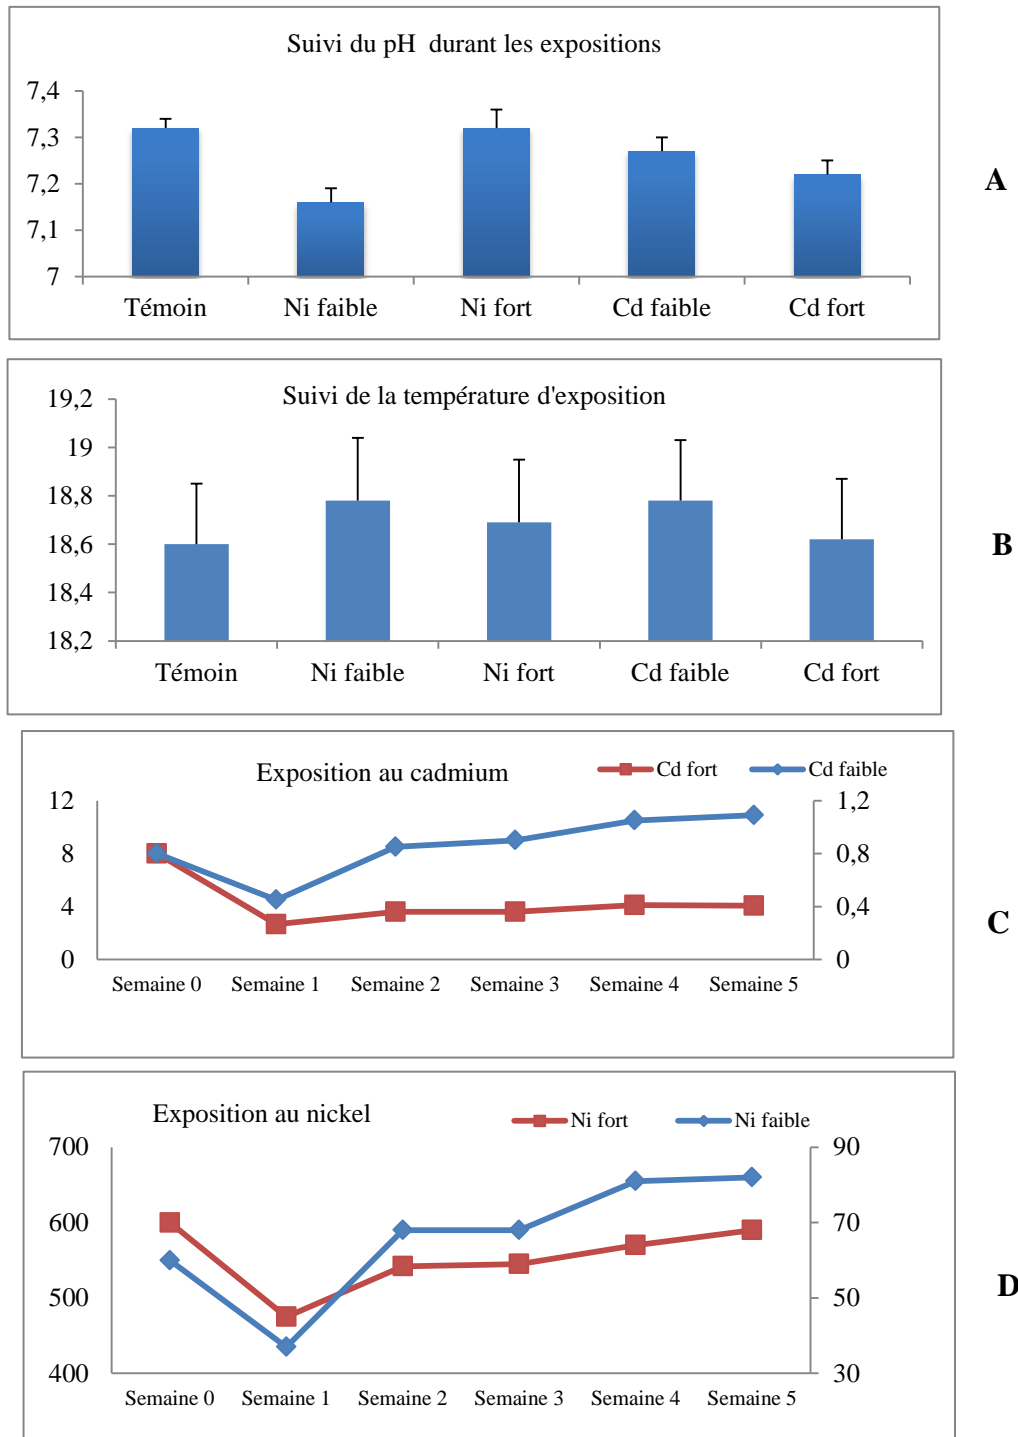 Suivi du pH durant les expositions
7,4
7,3
7,2
7,1
7
Témoin Ni faible Ni fort Cd faible Cd fort
A
Suivi de la température d'exposition
19,2
19
18,8
18,6
18,4
18,2
Témoin Ni faible Ni fort Cd faible Cd fort
B
Exposition au cadmium Cd fort Cd faible
12 1,2
8 0,8
4 0,4
0 0
Semaine 0 Semaine 1 Semaine 2 Semaine 3 Semaine 4 Semaine 5
C
Exposition au nickel Ni fort Ni faible
700 90
600 70
500 50
400 30
Semaine 0 Semaine 1 Semaine 2 Semaine 3 Semaine 4 Semaine 5
D